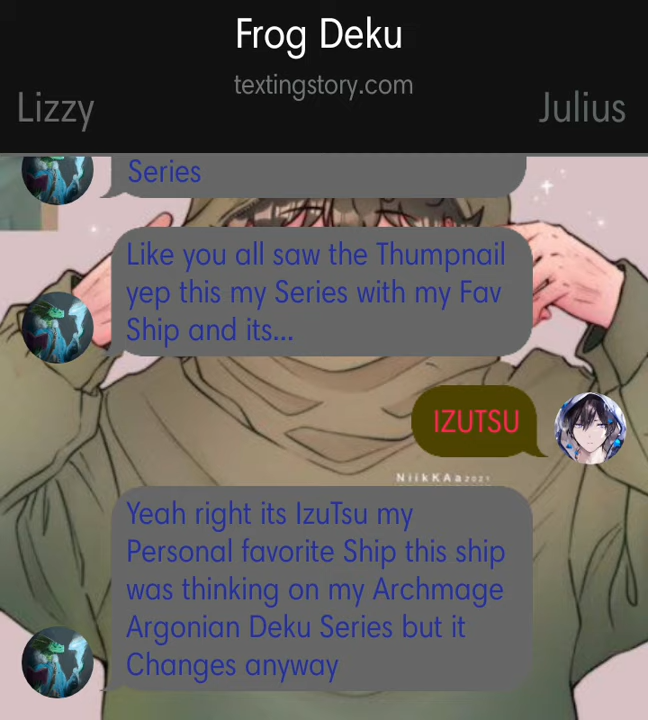 Frog Deku
textingstory.com
Lizzy
Julius
Series
Like you all saw the Thumpnail
yep this my Series with my Fav
Ship and its...
IZUTSU
NiikKAa2021
Yeah right its IzuTsu my
Personal favorite Ship this ship
was thinking on my Archmage
Argonian Deku Series but it
Changes anyway